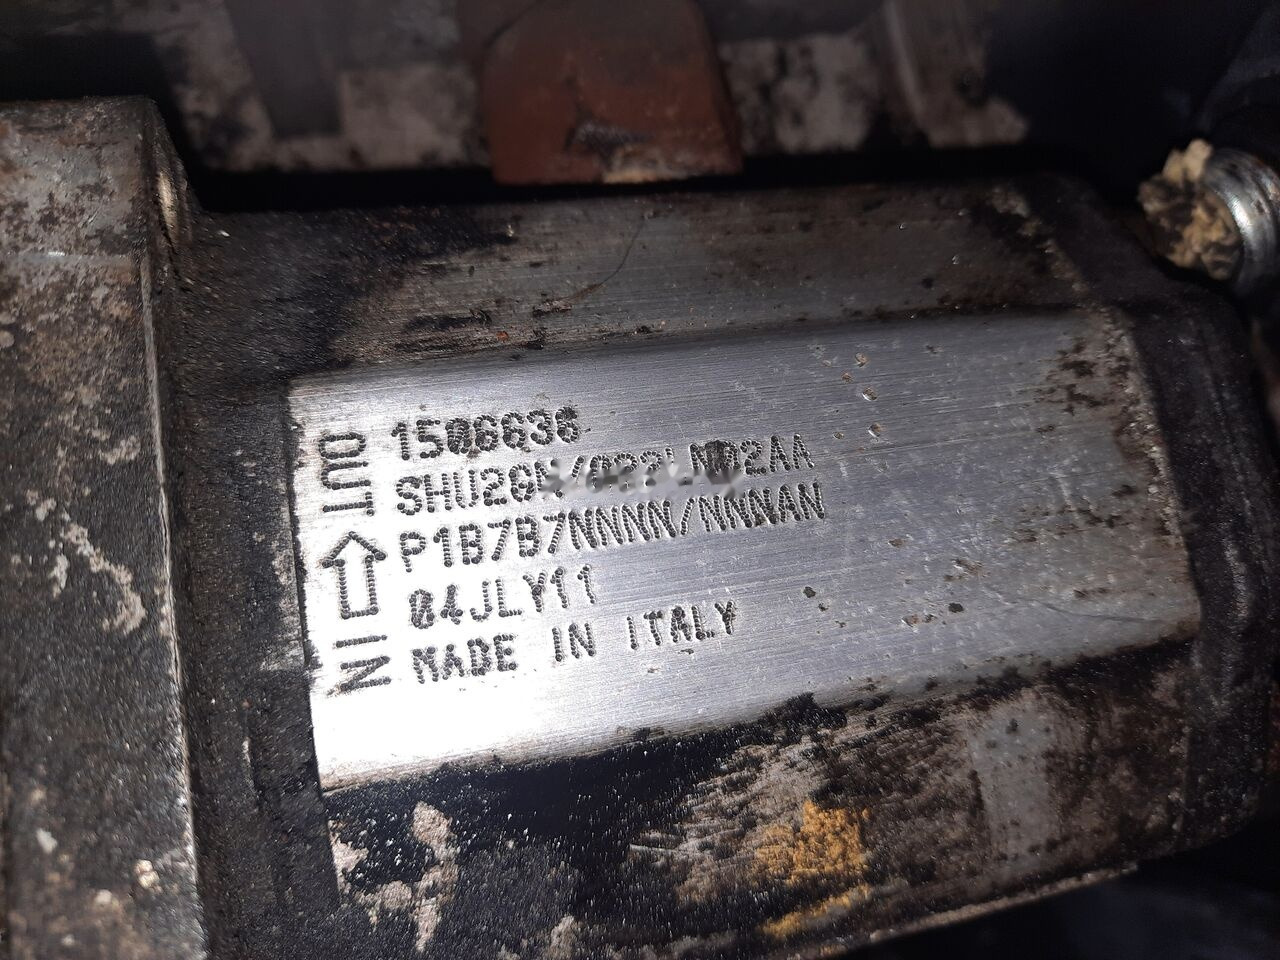 OUT
IN
1506636
P1B7B7NNNN/NNNAN
04JLY11
MADE IN ITALY